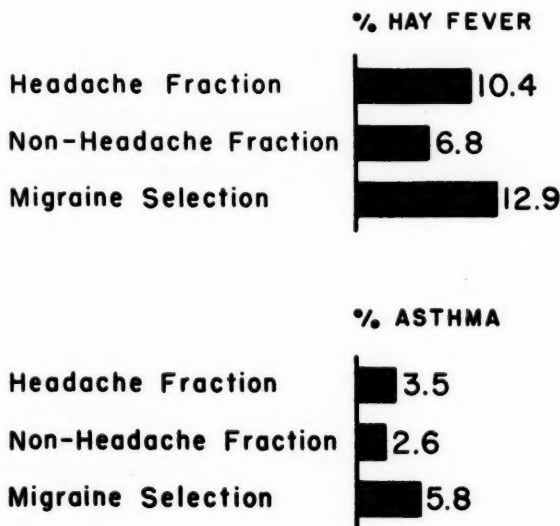 % HAY FEVER
Headache Fraction 10.4
Non-Headache Fraction 6.8
Migraine Selection 12.9
% ASTHMA
Headache Fraction 3.5
Non-Headache Fraction 2.6
Migraine Selection 5.8